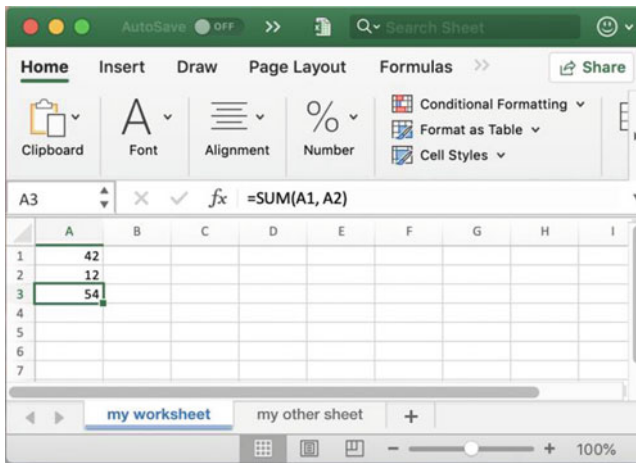 AutoSave OFF Search Sheet
Home Insert Draw Page Layout Formulas Share
Clipboard Font Alignment % Number
Conditional Formatting
Format as Table
Cell Styles
A3 fx =SUM(A1, A2)
A B C D E F G H I
1 42
2 12
3 54
4
5
6
7
my worksheet my other sheet +
100%